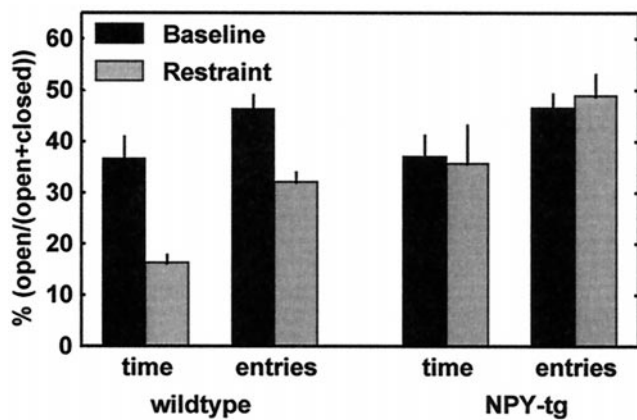 % (open/(open+closed))
60
50
40
30
20
10
0
Baseline
Restraint
time entries time entries
wildtype NPY-tg